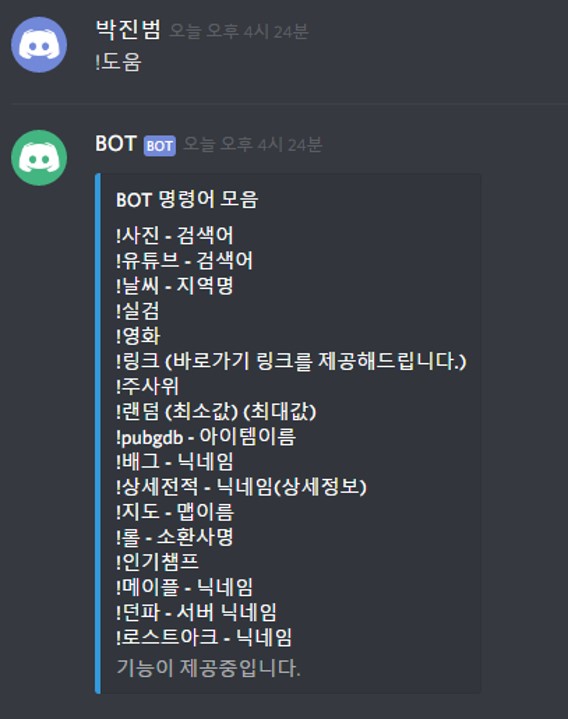 박진범 오늘 오후 4시 24분
!도움
BOT BOT 오늘 오후 4시 24분
BOT 명령어 모음
!사진 - 검색어
!유튜브 - 검색어
!날씨 - 지역명
!실검
!영화
!링크 (바로가기 링크를 제공해드립니다.)
!주사위
!랜덤 (최소값) (최대값)
!pubgdb - 아이템이름
!배그 - 닉네임
!상세전적 - 닉네임(상세정보)
!지도 - 맵이름
!롤 - 소환사명
!인기챔프
!메이플 - 닉네임
!던파 - 서버 닉네임
!로스트아크 - 닉네임
기능이 제공중입니다.